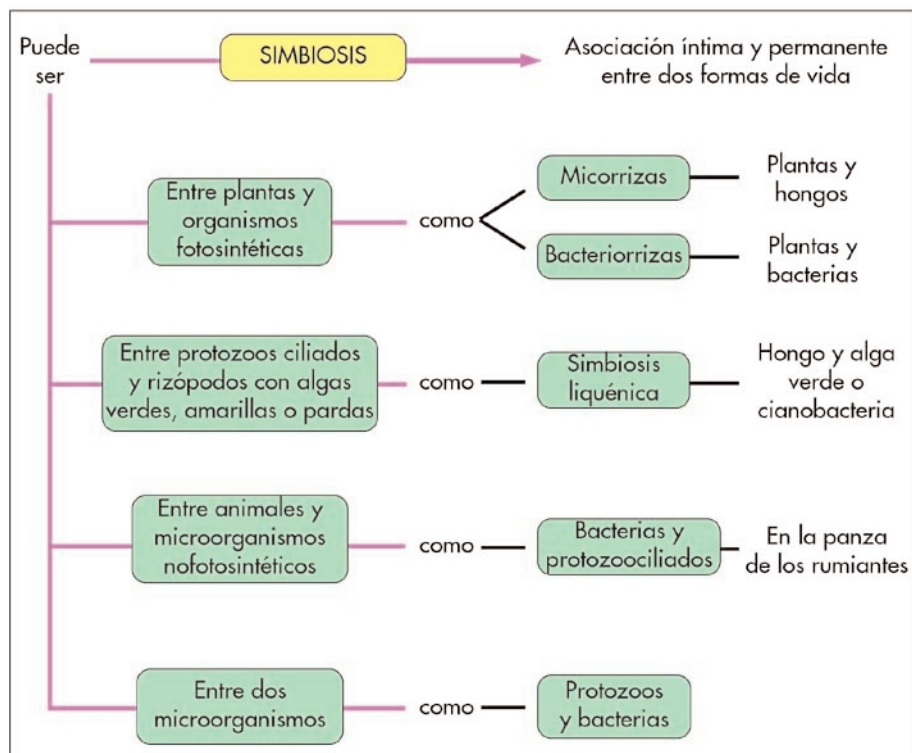 Puede
ser
SIMBIOSIS
Asociación íntima y permanente
entre dos formas de vida
Entre plantas y
organismos
fotosintéticas
como
Micorrizas
Plantas y
hongos
Bacteriorrizas
Plantas y
bacterias
Entre protozoos ciliados
y rizópodos con algas
verdes, amarillas o pardas
como
Simbiosis
liquénica
Hongo y alga
verde o
cianobacteria
Entre animales y
microorganismos
nofotosintéticos
como
Bacterias y
protozoociliados
En la panza
de los rumiantes
Entre dos
microorganismos
como
Protozoos
y bacterias